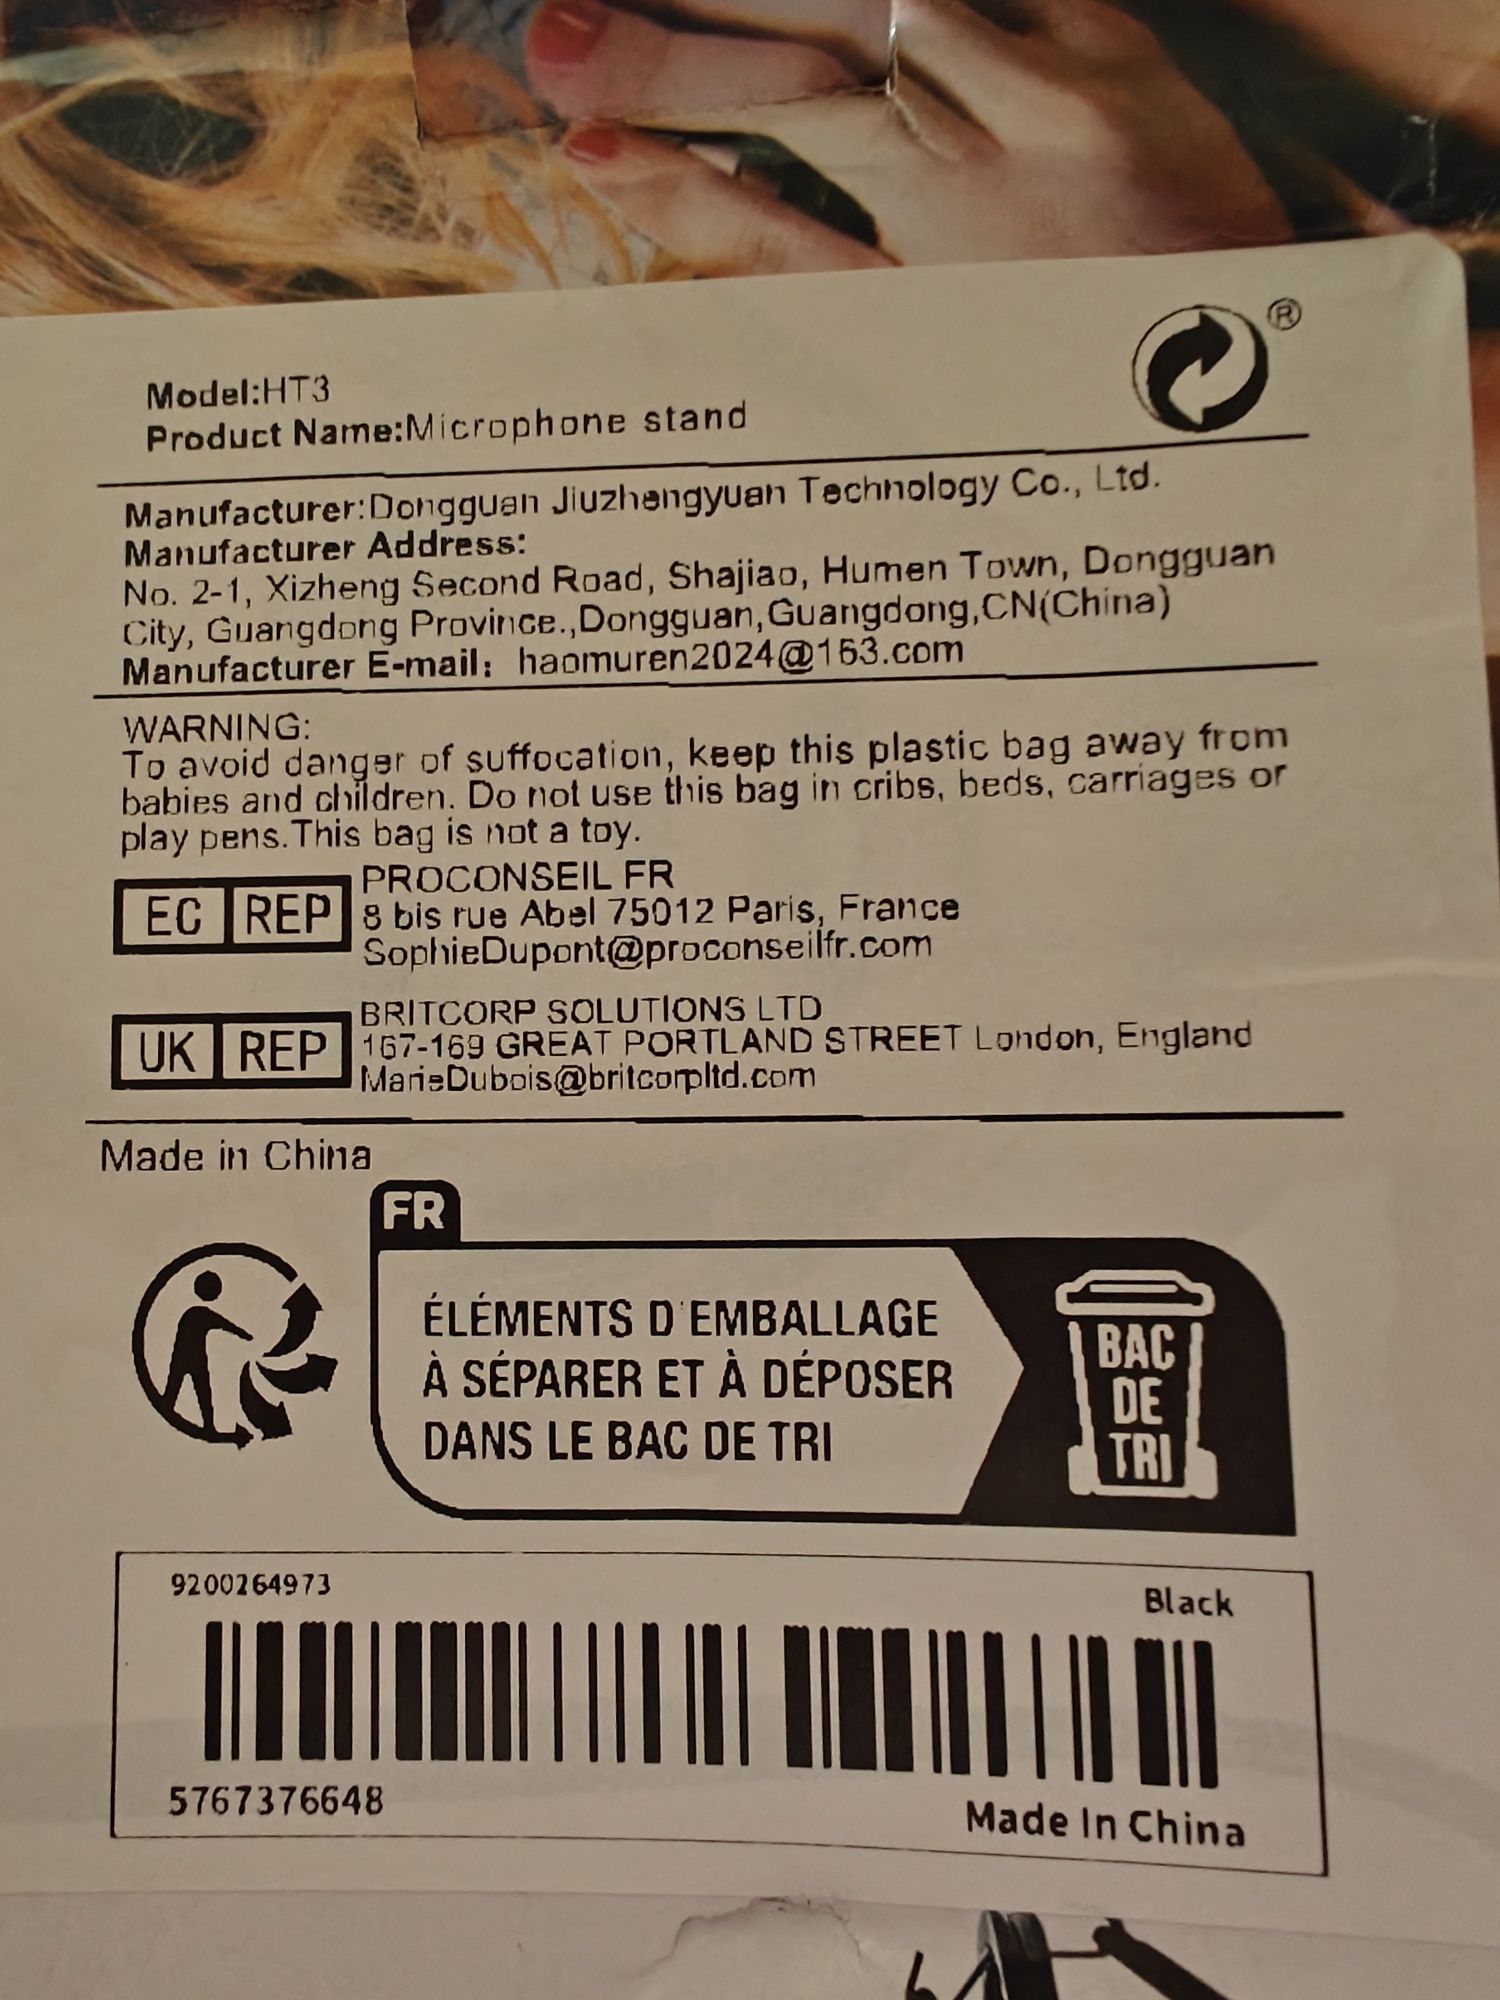 ®
Model:HT3
Product Name:Microphone stand
Manufacturer:Dongguan Jiuzhengyuan Technology Co., Ltd.
Manufacturer Address:
No. 2-1, Xizheng Second Road, Shajiao, Humen Town, Dongguan
City, Guangdong Province.,Dongguan,Guangdong,CN(China)
Manufacturer E-mail: haomuren2024@163.com
WARNING:
To avoid danger of suffocation, keep this plastic bag away from
babies and children. Do not use this bag in cribs, beds, carriages or
play pens.This bag is not a toy.
EC REP
PROCONSEIL FR
8 bis rue Abel 75012 Paris, France
SophieDupont@proconseilfr.com
UK REP
BRITCORP SOLUTIONS LTD
167-169 GREAT PORTLAND STREET London, England
MarieDubois@britcorpltd.com
Made in China
FR
ÉLÉMENTS D'EMBALLAGE
À SÉPARER ET À DÉPOSER
DANS LE BAC DE TRI
BAC
DE
TRI
9200264973
Black
5767376648
Made In China